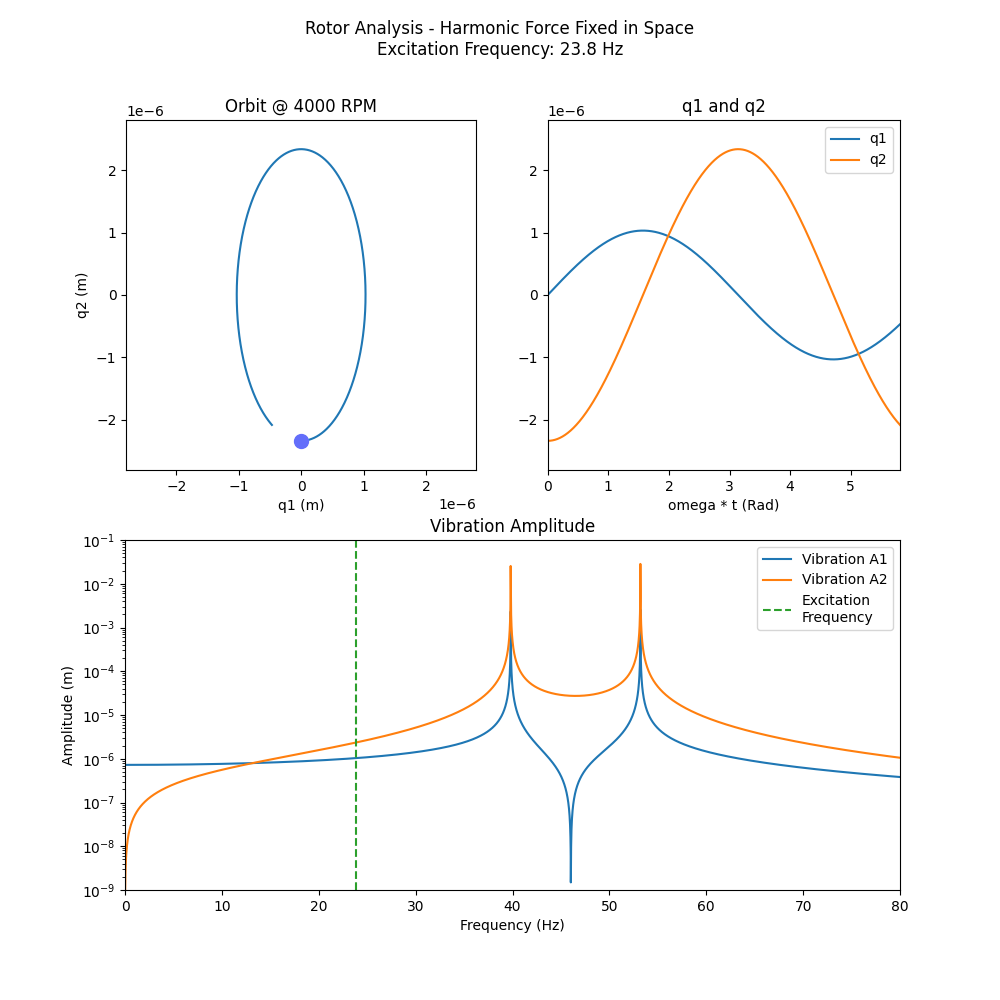 Rotor Analysis - Harmonic Force Fixed in Space
Excitation Frequency: 23.8 Hz
Orbit @ 4000 RPM
1e−6
q2 (m)
2
1
0
−1
−2
−2 −1 0 1 2
1e−6
q1 (m)
q1 and q2
1e−6
q1
q2
2
1
0
−1
−2
0 1 2 3 4 5
omega * t (Rad)
Vibration Amplitude
Vibration A1
Vibration A2
Excitation
Frequency
Amplitude (m)
10⁻¹
10⁻²
10⁻³
10⁻⁴
10⁻⁵
10⁻⁶
10⁻⁷
10⁻⁸
10⁻⁹
0 10 20 30 40 50 60 70 80
Frequency (Hz)